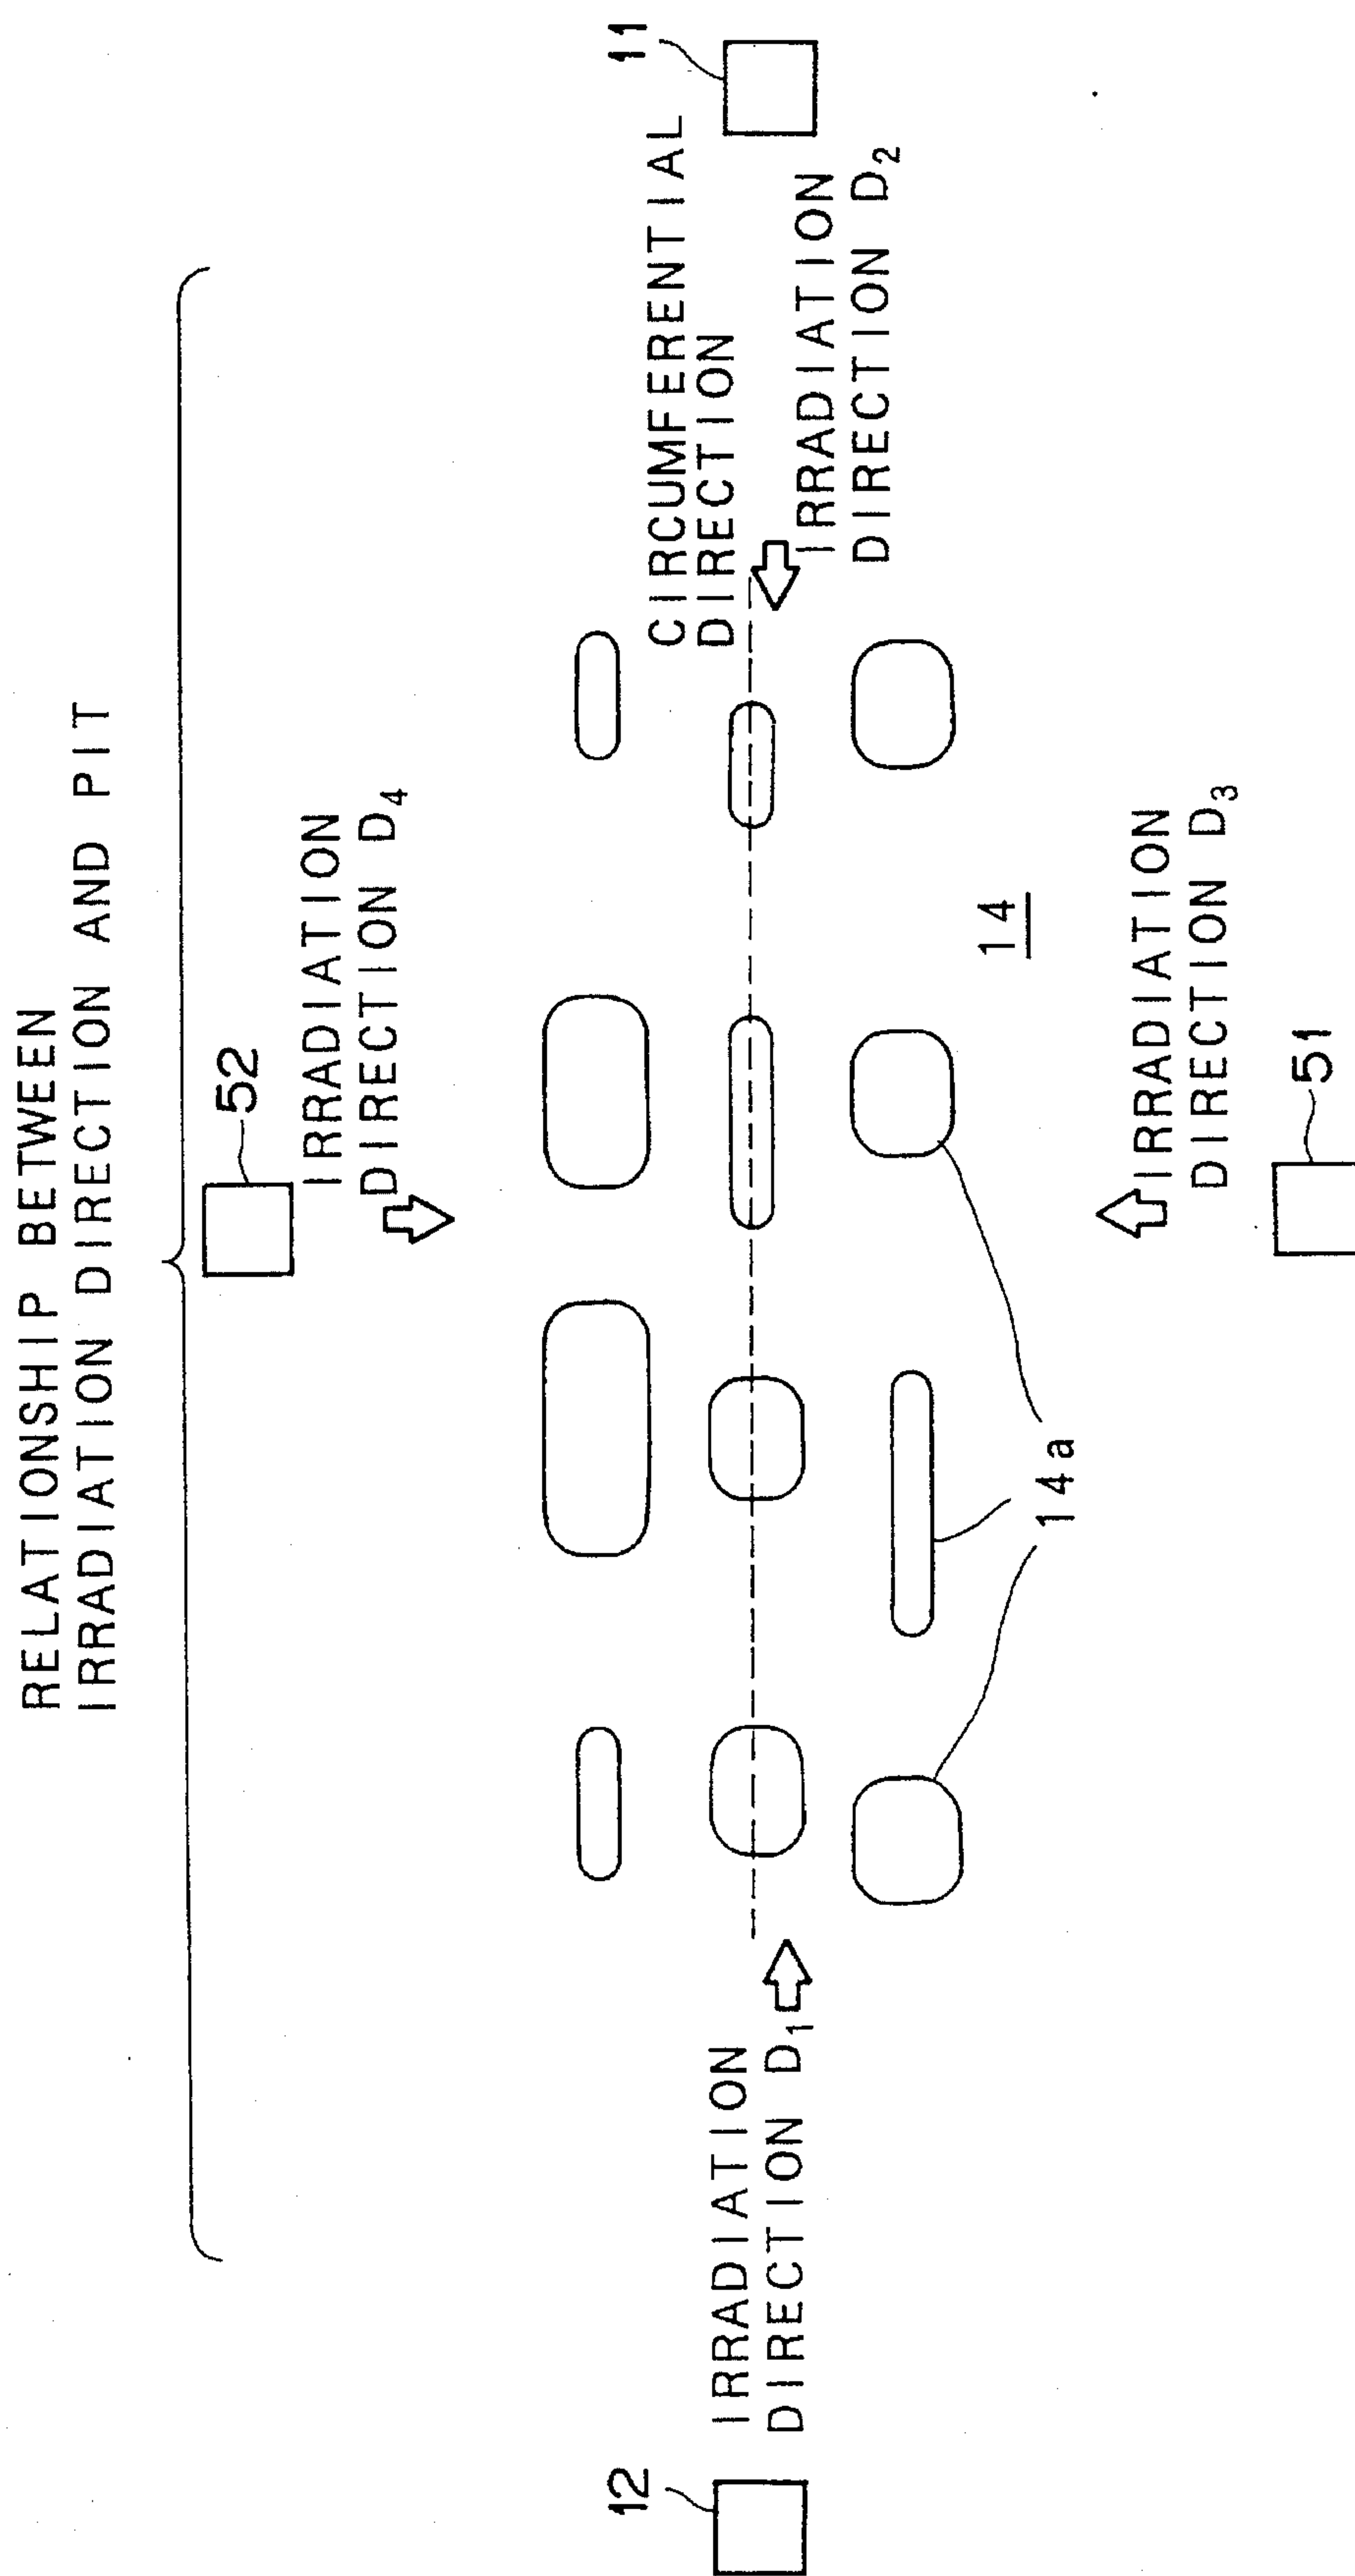 RELATIONSHIP BETWEEN
IRRADIATION DIRECTION AND PIT
52
IRRADIATION
DIRECTION D4
12
IRRADIATION
DIRECTION D1
CIRCUMFERENTIAL
DIRECTION
11
IRRADIATION
DIRECTION D2
14
14a
IRRADIATION
DIRECTION D3
51